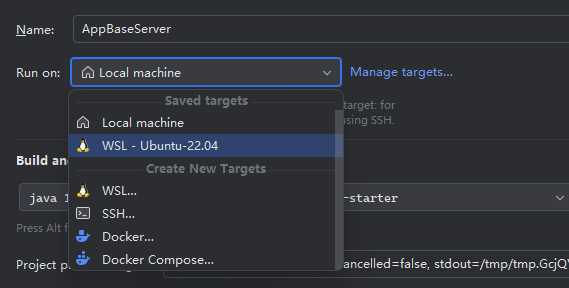 Name: AppBaseServer
Run on: Local machine Manage targets...
Saved targets
Local machine
target: for
WSL - Ubuntu-22.04
using SSH.
Create New Targets
Build an
WSL...
java 1
-starter
SSH...
Press Alt f
Docker...
Docker Compose...
Project p
ancelled=false, stdout=/tmp/tmp.GcjQ